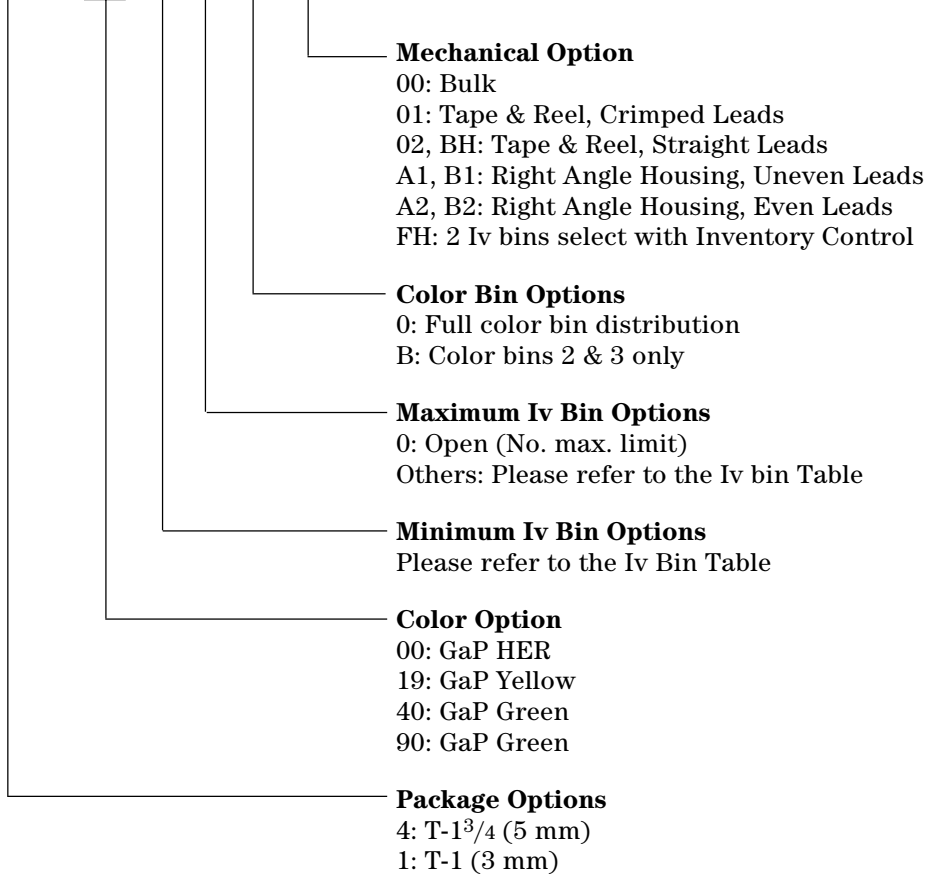 Mechanical Option
00: Bulk
01: Tape & Reel, Crimped Leads
02, BH: Tape & Reel, Straight Leads
A1, B1: Right Angle Housing, Uneven Leads
A2, B2: Right Angle Housing, Even Leads
FH: 2 Iv bins select with Inventory Control
Color Bin Options
0: Full color bin distribution
B: Color bins 2 & 3 only
Maximum Iv Bin Options
0: Open (No. max. limit)
Others: Please refer to the Iv bin Table
Minimum Iv Bin Options
Please refer to the Iv Bin Table
Color Option
00: GaP HER
19: GaP Yellow
40: GaP Green
90: GaP Green
Package Options
4: T-1 3/4 (5 mm)
1: T-1 (3 mm)